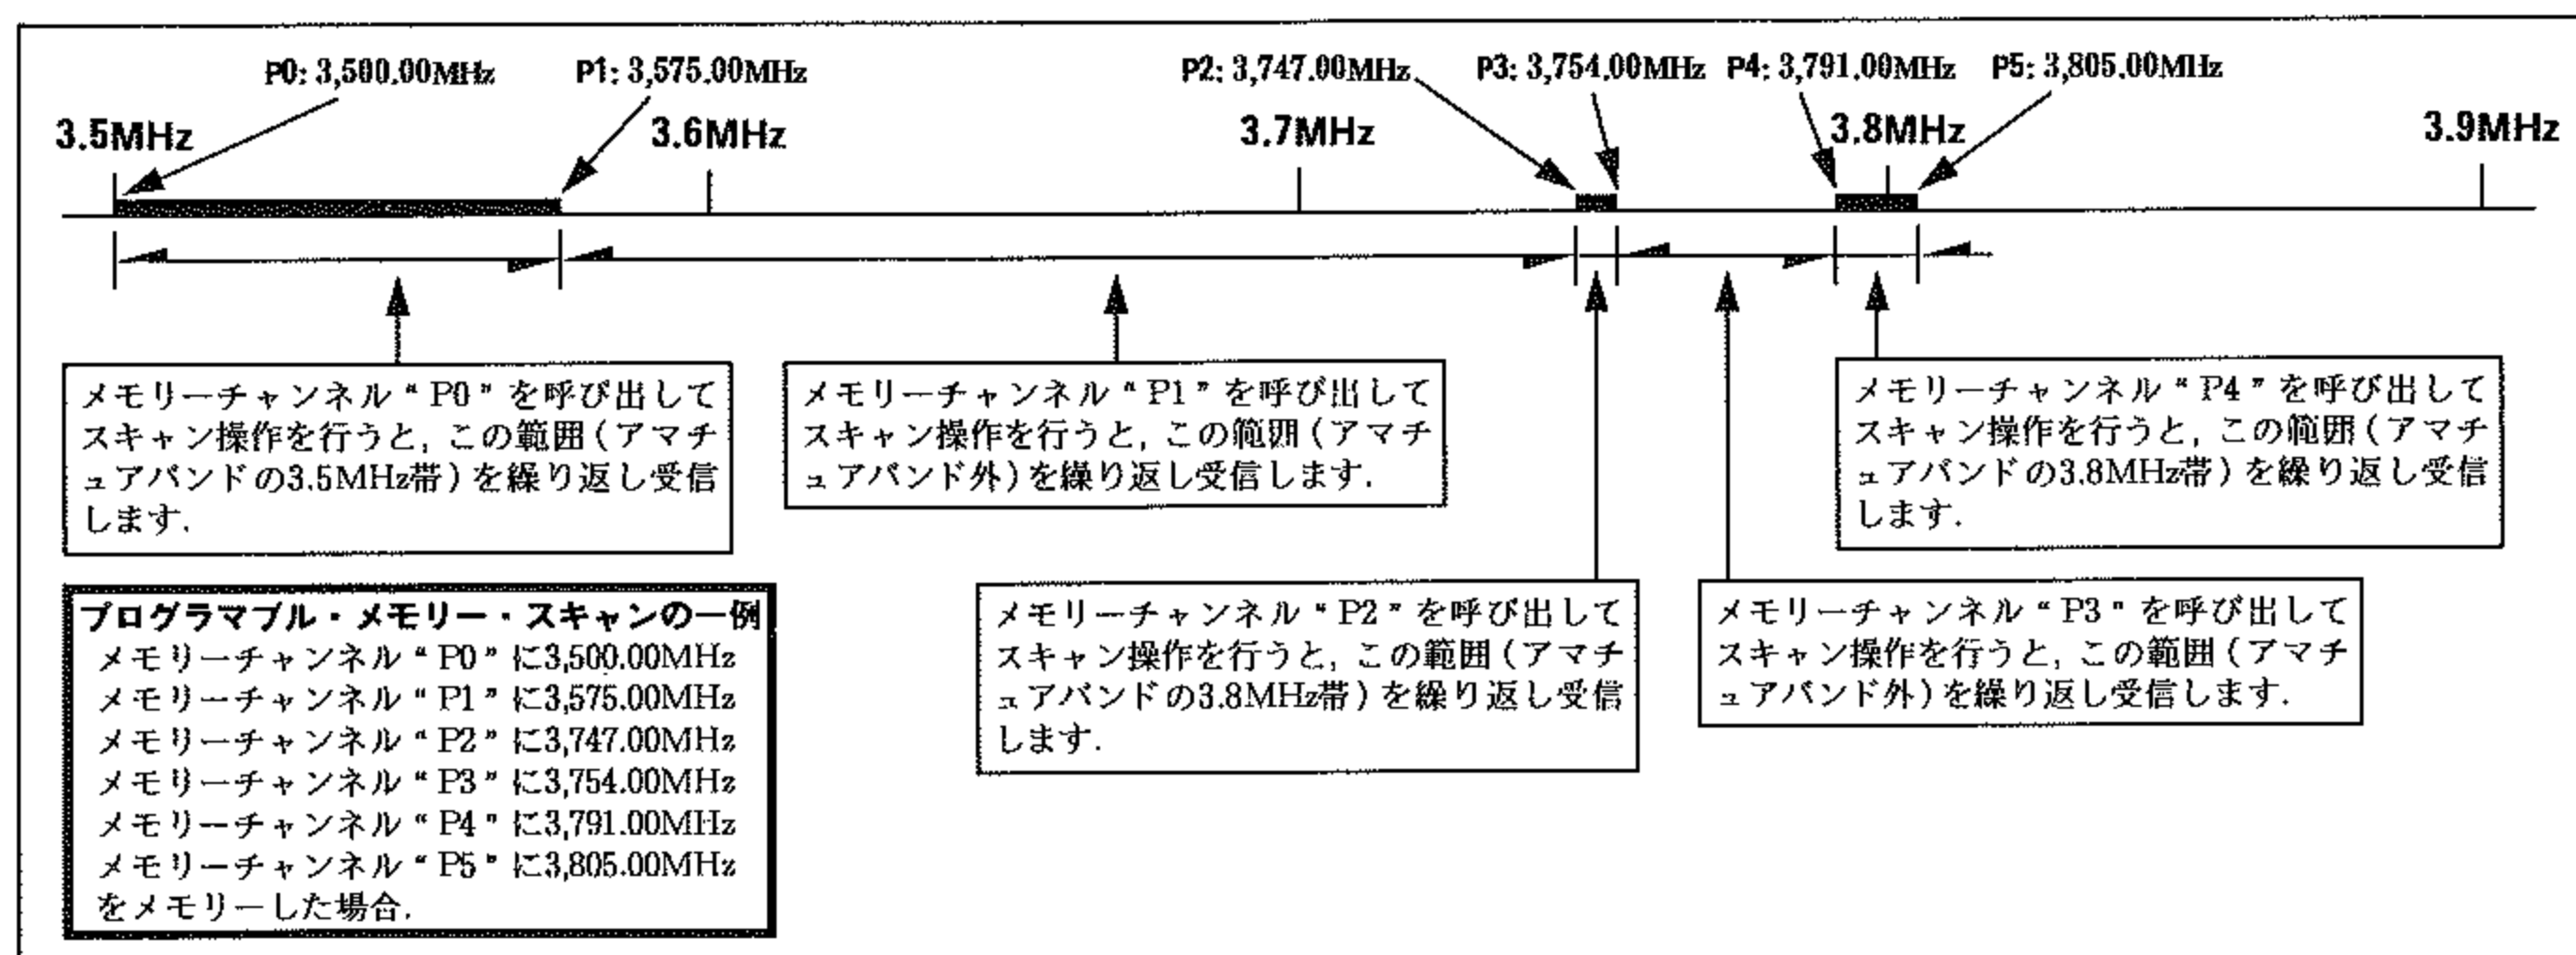 P0: 3,500.00MHz
P1: 3,575.00MHz
P2: 3,747.00MHz
P3: 3,754.00MHz
P4: 3,791.00MHz
P5: 3,805.00MHz
3.5MHz
3.6MHz
3.7MHz
3.8MHz
3.9MHz
メモリーチャンネル“P0”を呼び出して
スキャン操作を行うと, この範囲(アマチ
ュアバンドの3.5MHz帯)を繰り返し受信
します.
メモリーチャンネル“P1”を呼び出して
スキャン操作を行うと, この範囲(アマチ
ュアバンド外)を繰り返し受信します.
メモリーチャンネル“P4”を呼び出して
スキャン操作を行うと, この範囲(アマチ
ュアバンドの3.8MHz帯)を繰り返し受信
します.
メモリーチャンネル“P2”を呼び出して
スキャン操作を行うと, この範囲(アマチ
ュアバンドの3.8MHz帯)を繰り返し受信
します.
メモリーチャンネル“P3”を呼び出して
スキャン操作を行うと, この範囲(アマチ
ュアバンド外)を繰り返し受信します.
プログラマブル・メモリー・スキャンの一例
メモリーチャンネル“P0”に3,500.00MHz
メモリーチャンネル“P1”に3,575.00MHz
メモリーチャンネル“P2”に3,747.00MHz
メモリーチャンネル“P3”に3,754.00MHz
メモリーチャンネル“P4”に3,791.00MHz
メモリーチャンネル“P5”に3,805.00MHz
をメモリーした場合.